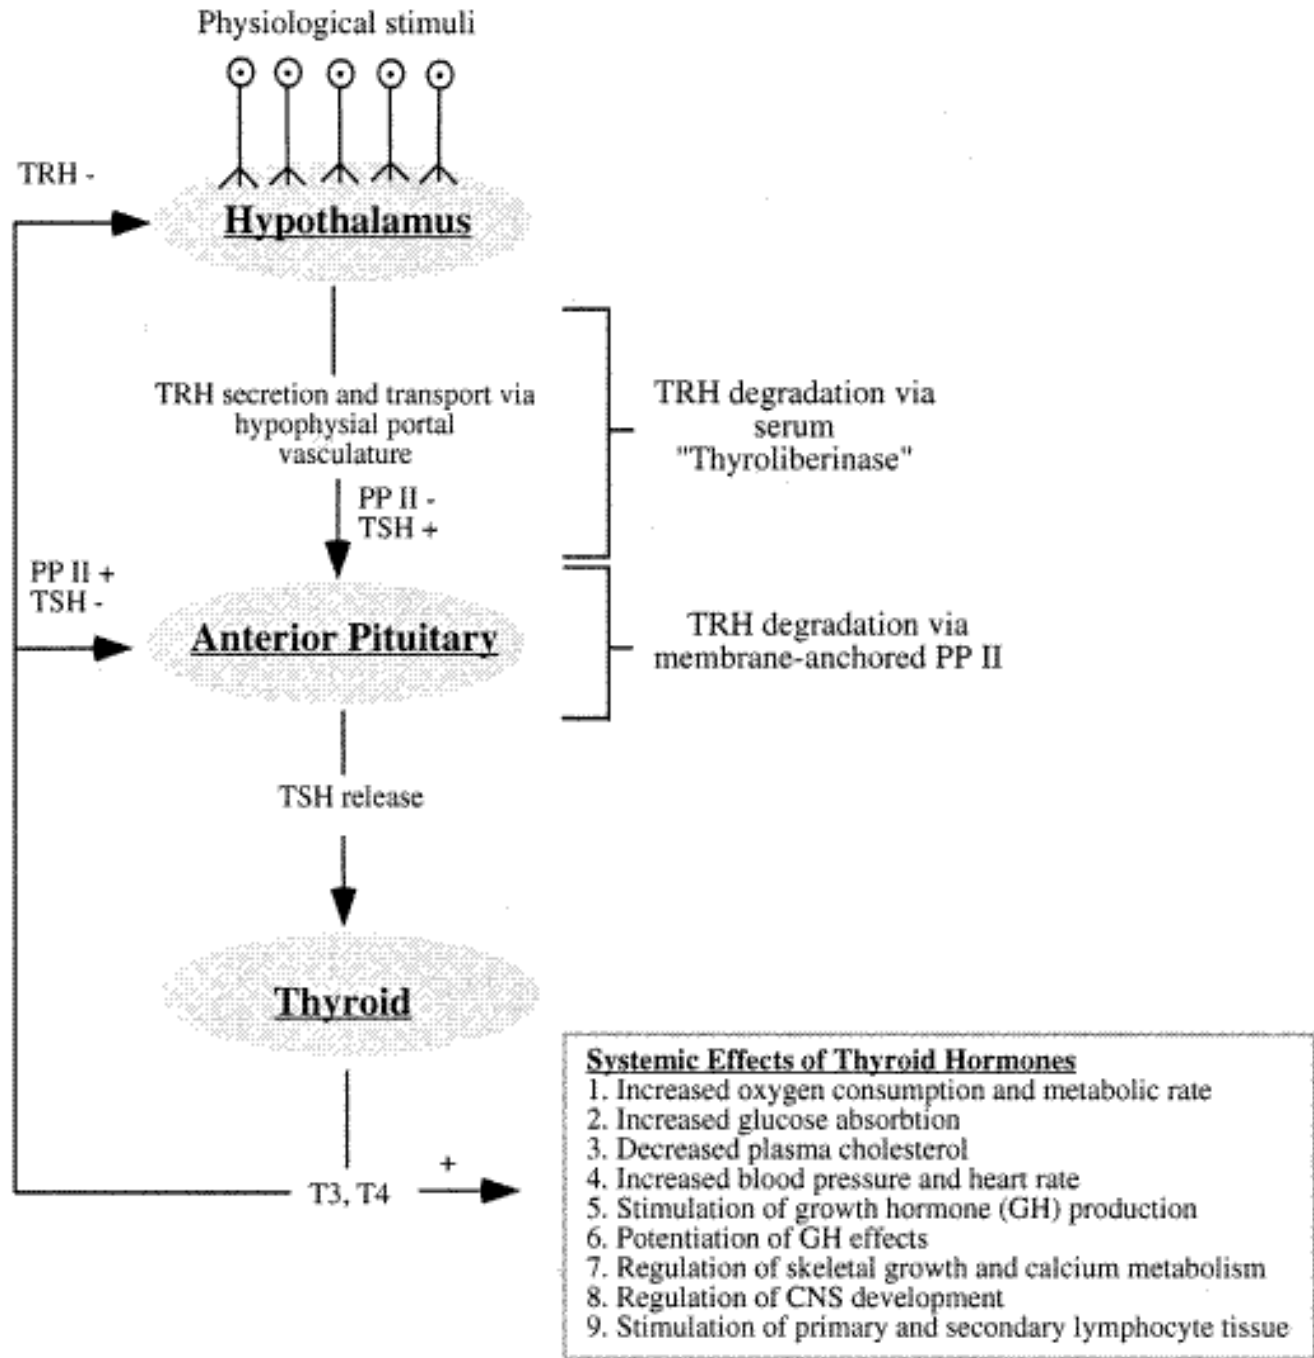 Physiological stimuli
TRH -
Hypothalamus
TRH secretion and transport via
hypophysial portal
vasculature
TRH degradation via
serum
"Thyroliberinase"
PP II -
TSH +
PP II +
TSH -
Anterior Pituitary
TRH degradation via
membrane-anchored PP II
TSH release
Thyroid
T3, T4
+
Systemic Effects of Thyroid Hormones
1. Increased oxygen consumption and metabolic rate
2. Increased glucose absorbtion
3. Decreased plasma cholesterol
4. Increased blood pressure and heart rate
5. Stimulation of growth hormone (GH) production
6. Potentiation of GH effects
7. Regulation of skeletal growth and calcium metabolism
8. Regulation of CNS development
9. Stimulation of primary and secondary lymphocyte tissue